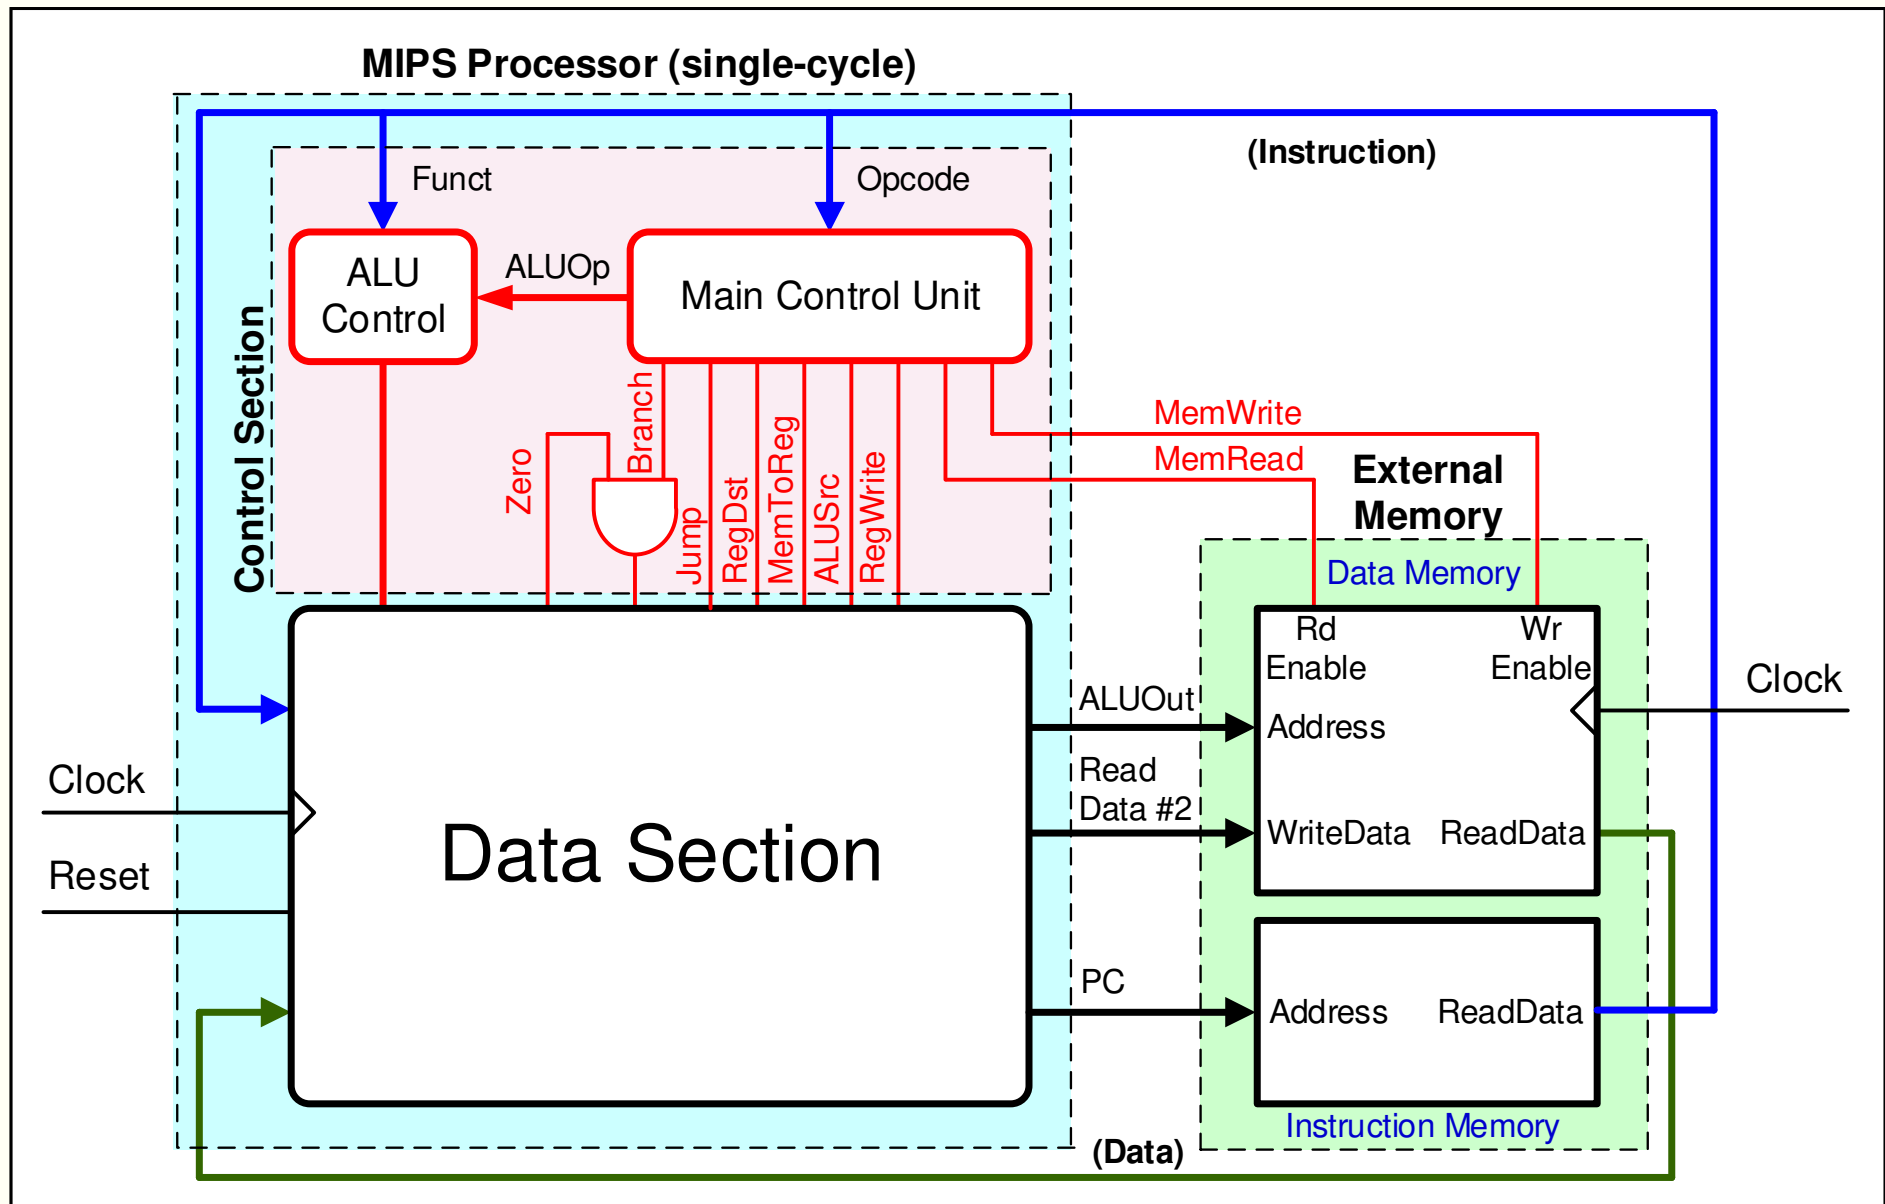 MIPS Processor (single-cycle)
(Instruction)
Funct
Opcode
ALU
Control
ALUOp
Main Control Unit
Control Section
Zero
Branch
Jump
RegDst
MemToReg
ALUSrc
RegWrite
MemWrite
MemRead
External
Memory
Data Memory
Rd
Enable
Wr
Enable
Clock
ALUOut
Address
Read
Data #2
WriteData
ReadData
Clock
Reset
Data Section
PC
Address
ReadData
Instruction Memory
(Data)